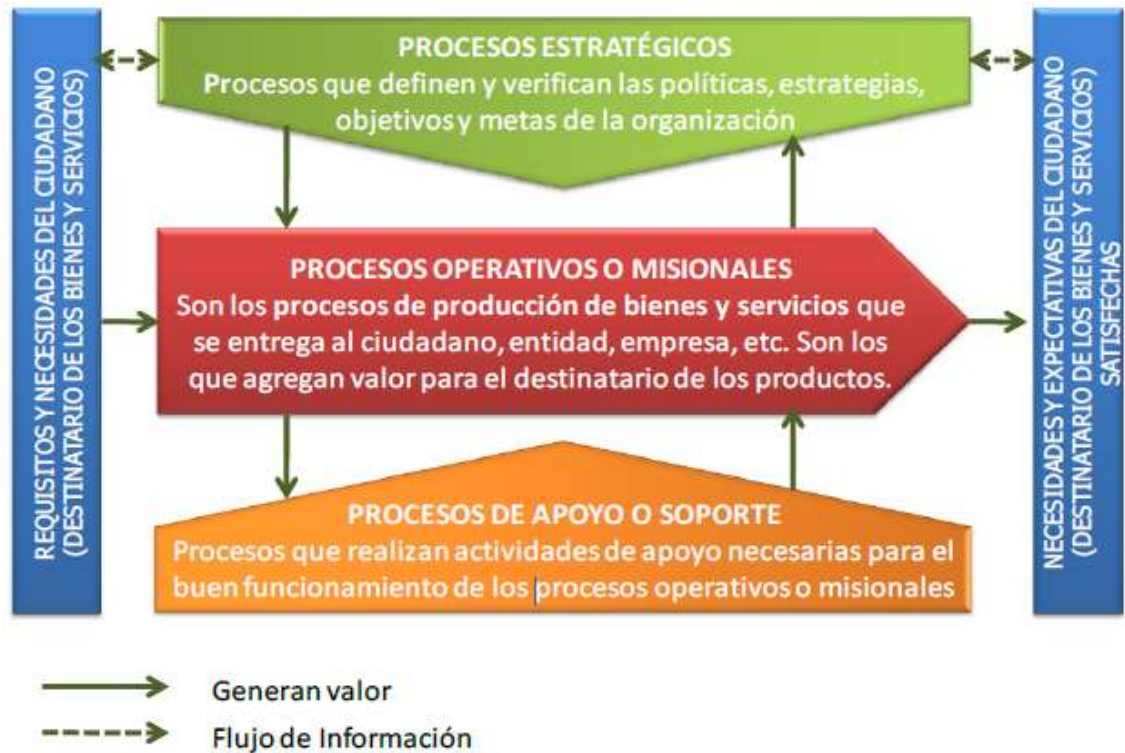 REQUISITOS Y NECESIDADES DEL CIUDADANO
(DESTINATARIO DE LOS BIENES Y SERVICIOS)
PROCESOS ESTRATÉGICOS
Procesos que definen y verifican las políticas, estrategias,
objetivos y metas de la organización
PROCESOS OPERATIVOS O MISIONALES
Son los procesos de producción de bienes y servicios que
se entrega al ciudadano, entidad, empresa, etc. Son los
que agregan valor para el destinatario de los productos.
PROCESOS DE APOYO O SOPORTE
Procesos que realizan actividades de apoyo necesarias para el
buen funcionamiento de los procesos operativos o misionales
NECESIDADES Y EXPECTATIVAS DEL CIUDADANO
(DESTINATARIO DE LOS BIENES Y SERVICIOS)
SATISFECHAS
Generan valor
Flujo de Información